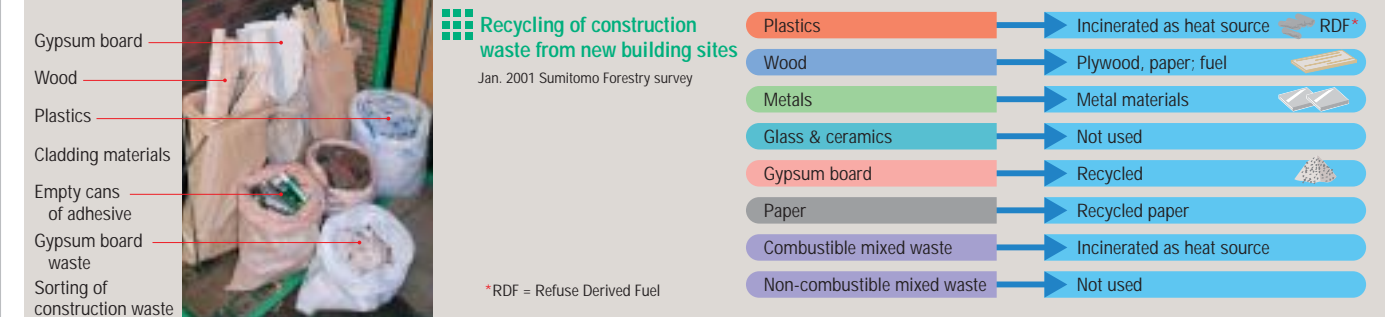 Gypsum board
Wood
Plastics
Cladding materials
Empty cans
of adhesive
Gypsum board
waste
Sorting of
construction waste
Recycling of construction
waste from new building sites
Jan. 2001 Sumitomo Forestry survey
*RDF = Refuse Derived Fuel
Plastics
Incinerated as heat source
RDF*
Wood
Plywood, paper; fuel
Metals
Metal materials
Glass & ceramics
Not used
Gypsum board
Recycled
Paper
Recycled paper
Combustible mixed waste
Incinerated as heat source
Non-combustible mixed waste
Not used